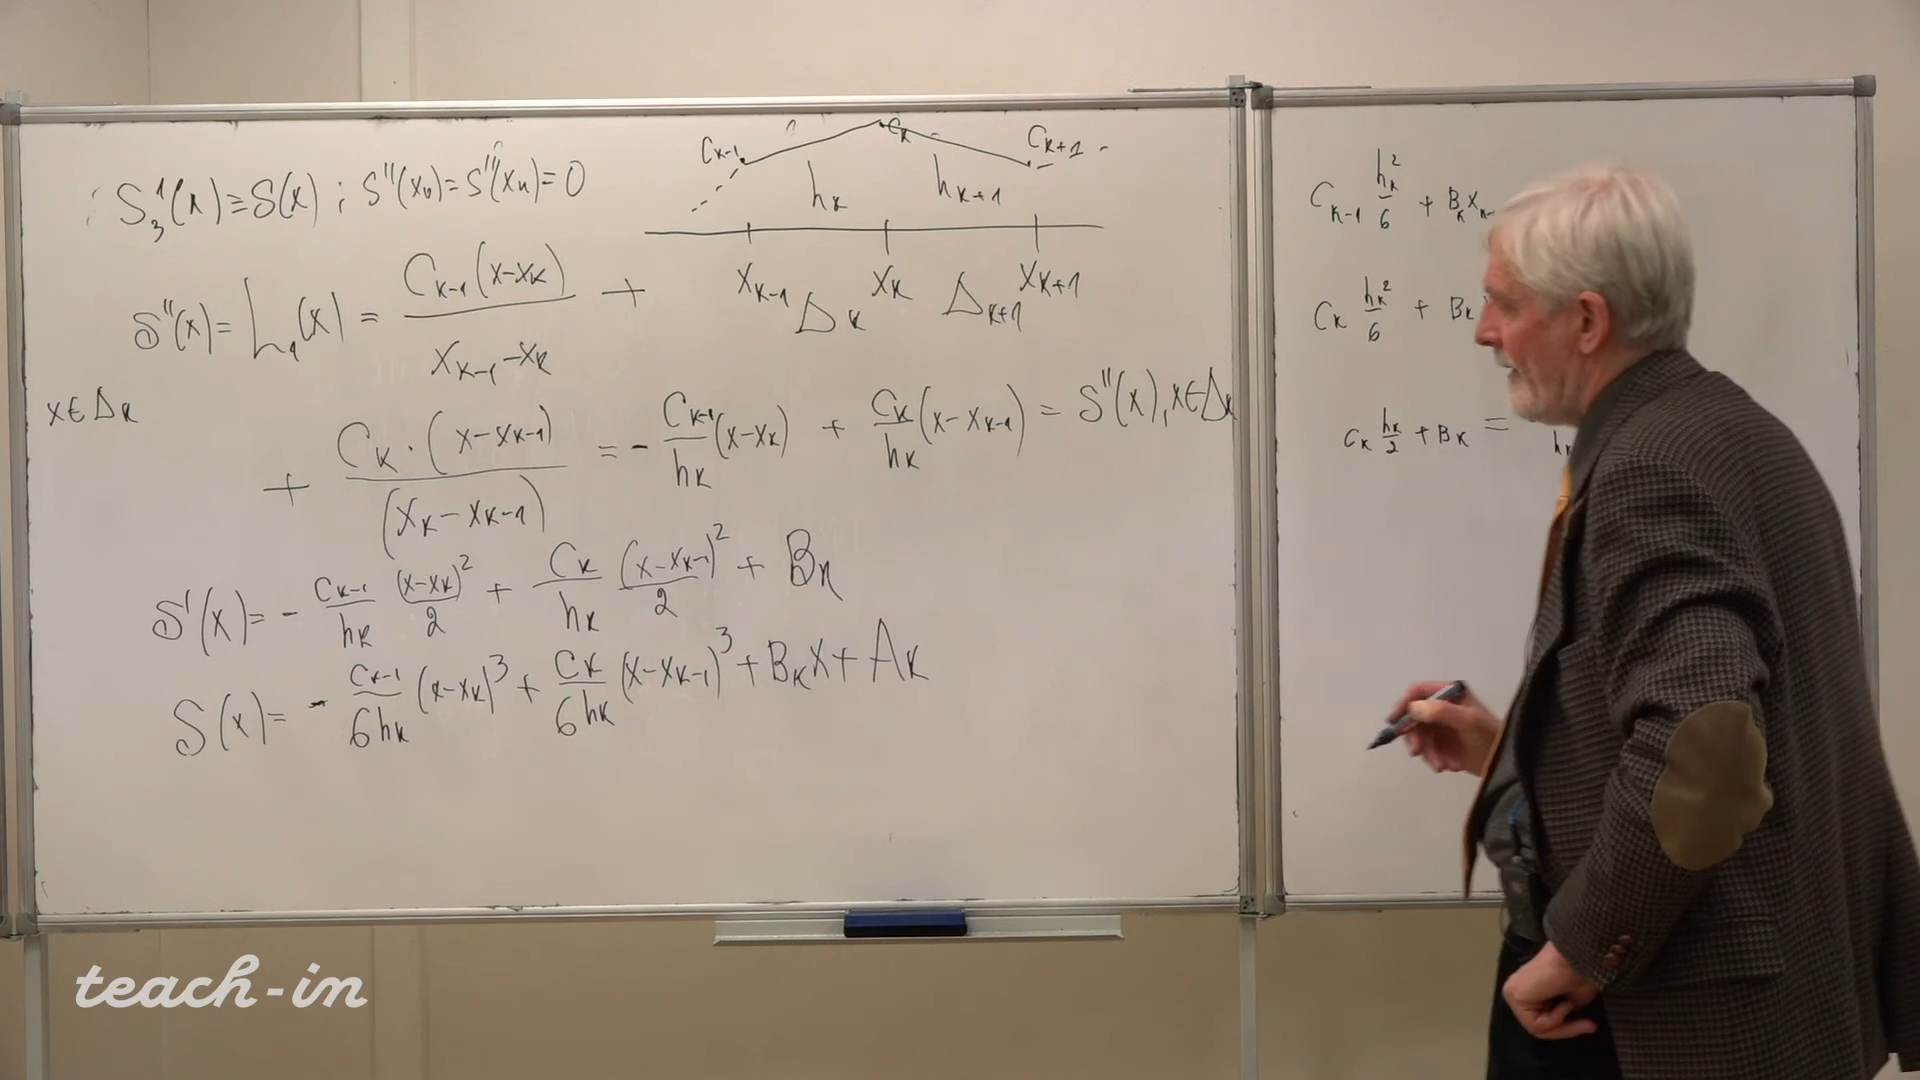 S₃¹(x) ≡ S(x) ; S''(x₀) = S''(xₙ) = 0
C_{k-1} C_k C_{k+1}
h_k h_{k+1}
x_{k-1} x_k x_{k+1}
Δ_k Δ_{k+1}
S''(x) = L₁(x) = C_{k-1}(x-x_k) / (x_{k-1}-x_k) +
x ∈ Δ_k
+ C_k·(x-x_{k-1}) / (x_k-x_{k-1}) = - C_{k-1}/h_k (x-x_k) + C_k/h_k (x-x_{k-1}) = S''(x), x∈Δ_k
S'(x) = - C_{k-1}/h_k (x-x_k)²/2 + C_k/h_k (x-x_{k-1})²/2 + B_k
S(x) = - C_{k-1}/6h_k (x-x_k)³ + C_k/6h_k (x-x_{k-1})³ + B_k x + A_k
C_{k-1} h_k²/6 + B_k x
C_k h_k²/6 + B_k
C_k h_k/2 + B_k =
teach-in